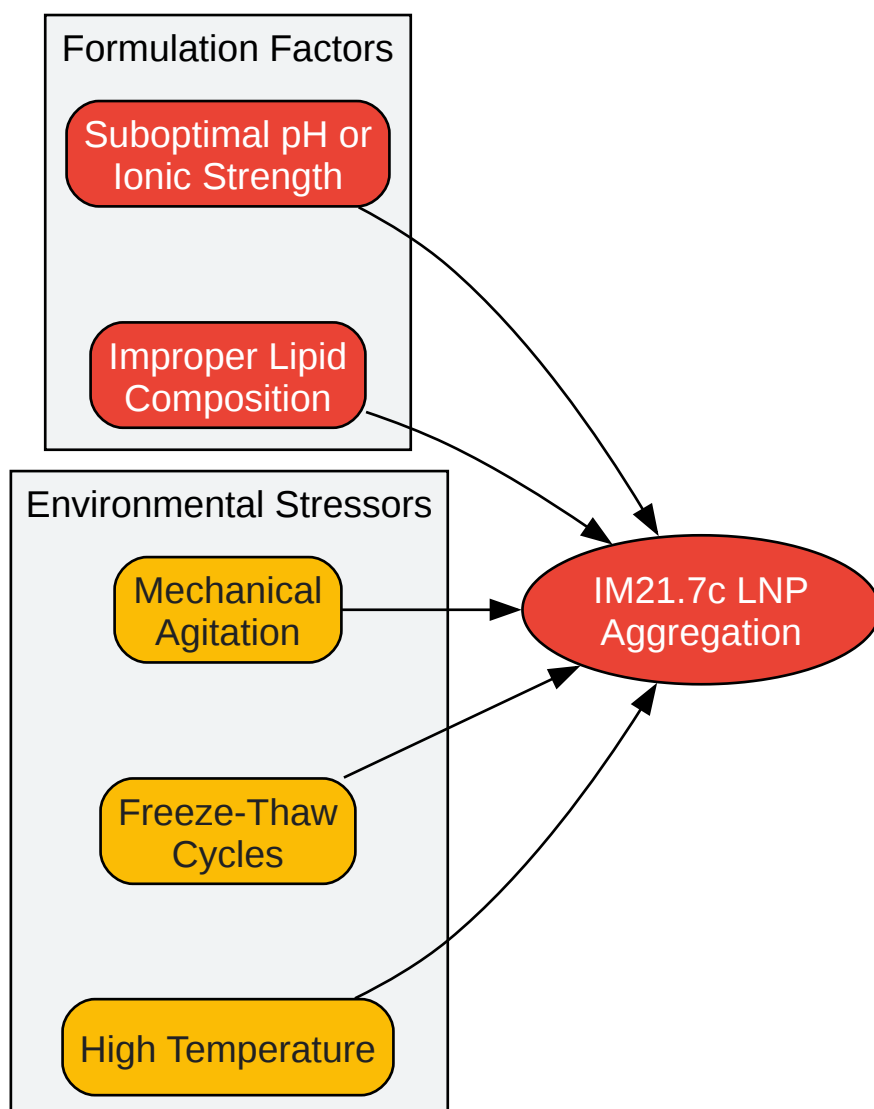 Formulation Factors
Suboptimal pH or
Ionic Strength
Improper Lipid
Composition
Environmental Stressors
Mechanical
Agitation
Freeze-Thaw
Cycles
High Temperature
IM21.7c LNP
Aggregation